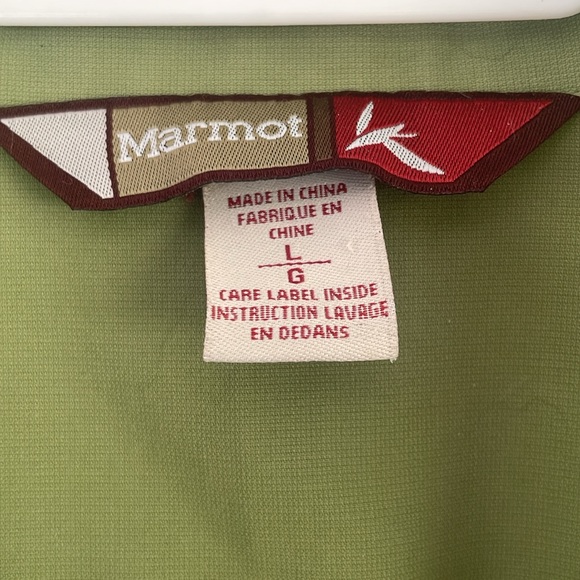 Marmot
MADE IN CHINA
FABRIQUE EN
CHINE
L
G
CARE LABEL INSIDE
INSTRUCTION LAVAGE
EN DEDANS